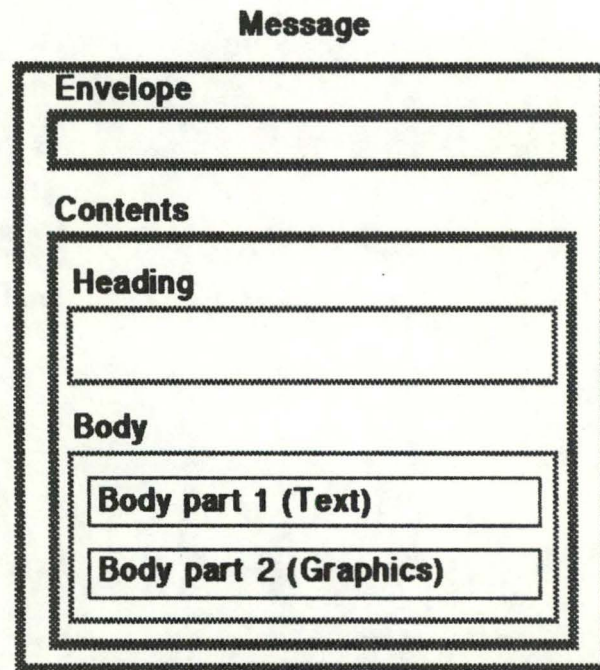 Message
Envelope
Contents
Heading
Body
Body part 1 (Text)
Body part 2 (Graphics)